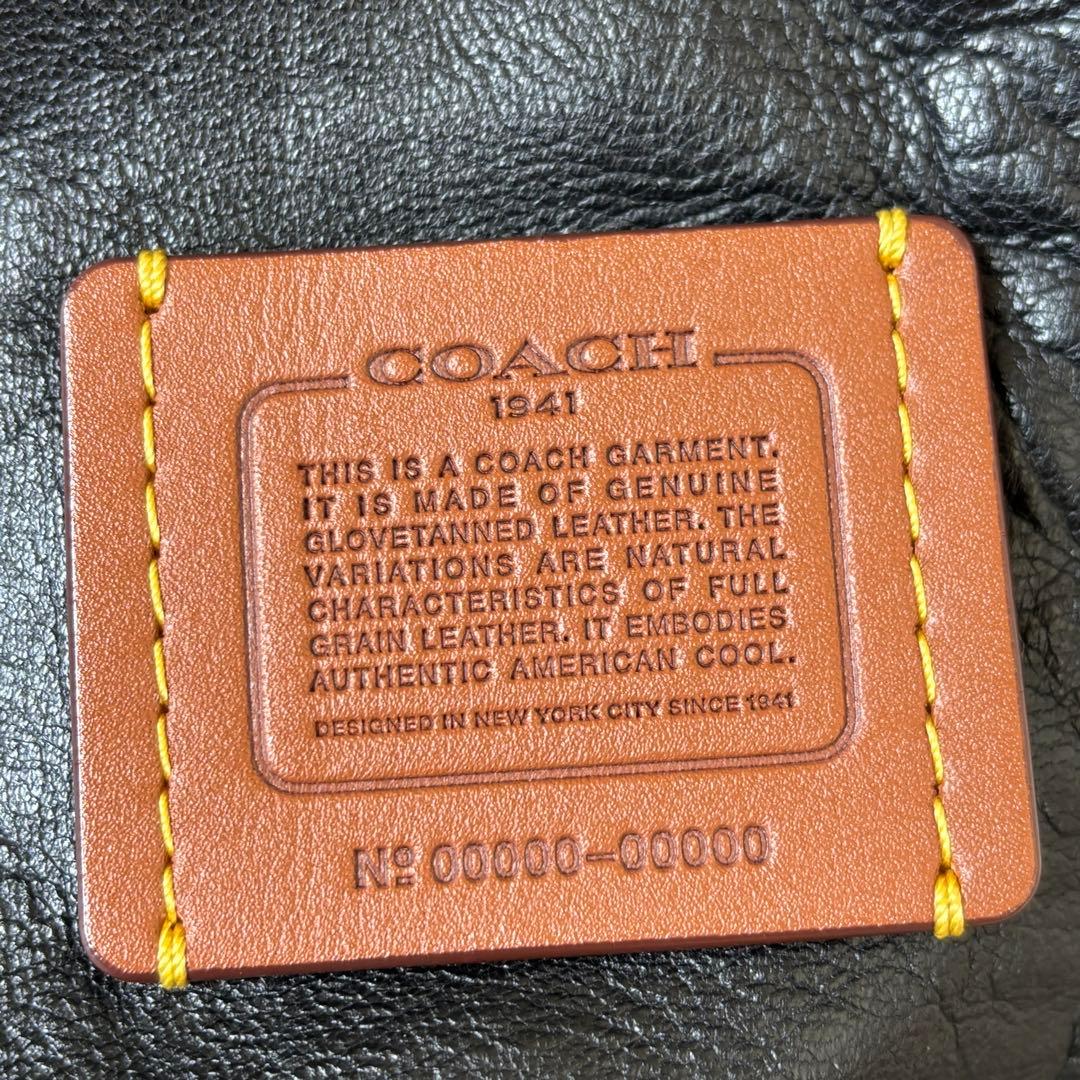 COACH
1941
THIS IS A COACH GARMENT.
IT IS MADE OF GENUINE
GLOVETANNED LEATHER. THE
VARIATIONS ARE NATURAL
CHARACTERISTICS OF FULL
GRAIN LEATHER. IT EMBODIES
AUTHENTIC AMERICAN COOL.
DESIGNED IN NEW YORK CITY SINCE 1941
Nº 00000-00000